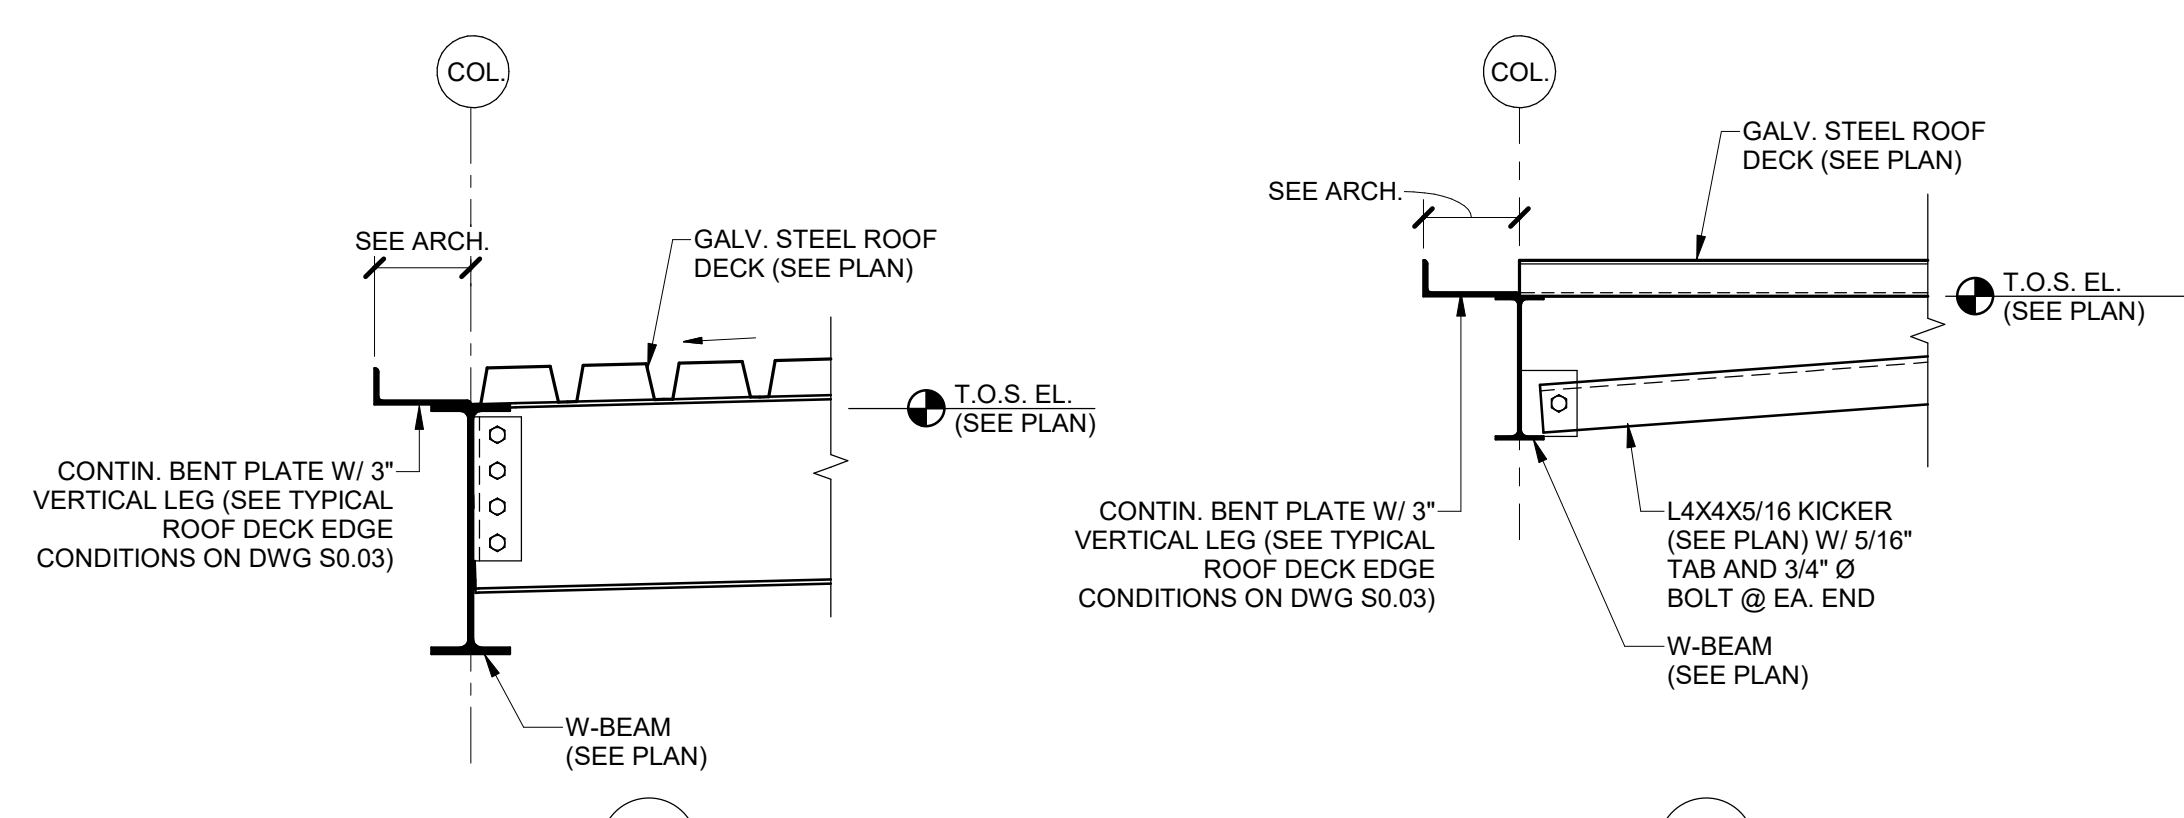 COL.
SEE ARCH.
GALV. STEEL ROOF
DECK (SEE PLAN)
T.O.S. EL.
(SEE PLAN)
CONTIN. BENT PLATE W/ 3"
VERTICAL LEG (SEE TYPICAL
ROOF DECK EDGE
CONDITIONS ON DWG S0.03)
W-BEAM
(SEE PLAN)
COL.
GALV. STEEL ROOF
DECK (SEE PLAN)
SEE ARCH.
T.O.S. EL.
(SEE PLAN)
CONTIN. BENT PLATE W/ 3"
VERTICAL LEG (SEE TYPICAL
ROOF DECK EDGE
CONDITIONS ON DWG S0.03)
L4X4X5/16 KICKER
(SEE PLAN) W/ 5/16"
TAB AND 3/4" Ø
BOLT @ EA. END
W-BEAM
(SEE PLAN)